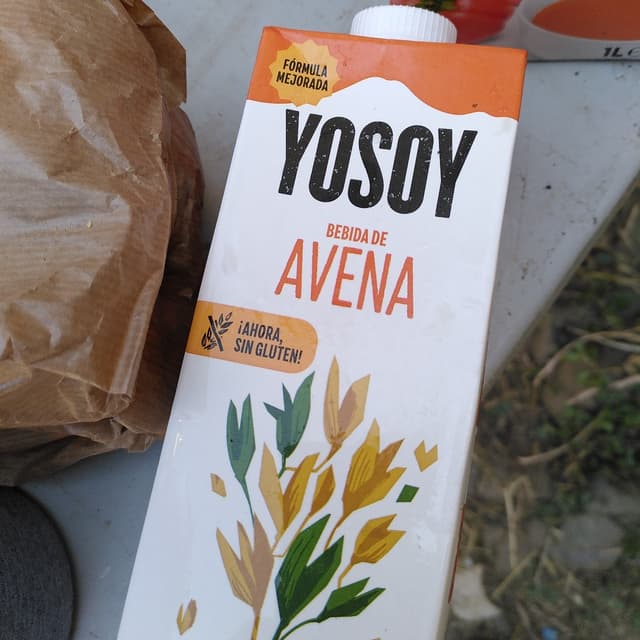 FÓRMULA
MEJORADA
YOSOY
BEBIDA DE
AVENA
¡AHORA,
SIN GLUTEN!
1L